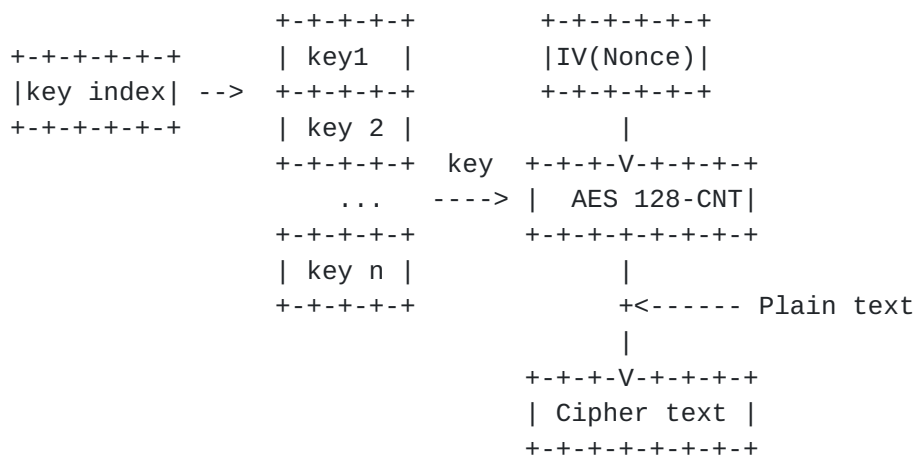 +-+-+-+-+        +-+-+-+-+-+
+-+-+-+-+-+      | key1  |        |IV(Nonce)|
|key index| -->  +-+-+-+-+        +-+-+-+-+-+
+-+-+-+-+-+      | key 2 |             |
                 +-+-+-+-+  key  +-+-+-V-+-+-+-+
                     ...   ----> |  AES 128-CNT|
                 +-+-+-+-+       +-+-+-+-+-+-+-+
                 | key n |             |
                 +-+-+-+-+             +<------ Plain text
                                       |
                                 +-+-+-V-+-+-+-+
                                 | Cipher text |
                                 +-+-+-+-+-+-+-+